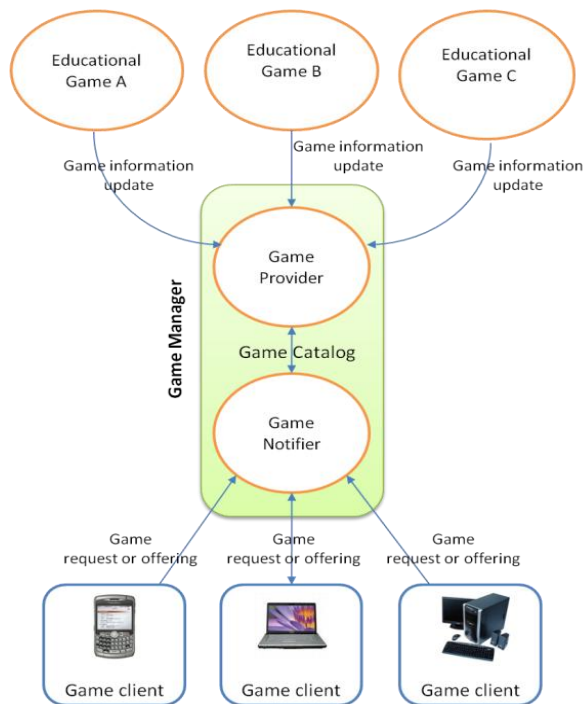 Educational
Game A
Educational
Game B
Educational
Game C
Game information
update
Game information
update
Game information
update
Game Manager
Game
Provider
Game Catalog
Game
Notifier
Game
request or offering
Game
request or offering
Game
request or offering
Game client
Game client
Game client